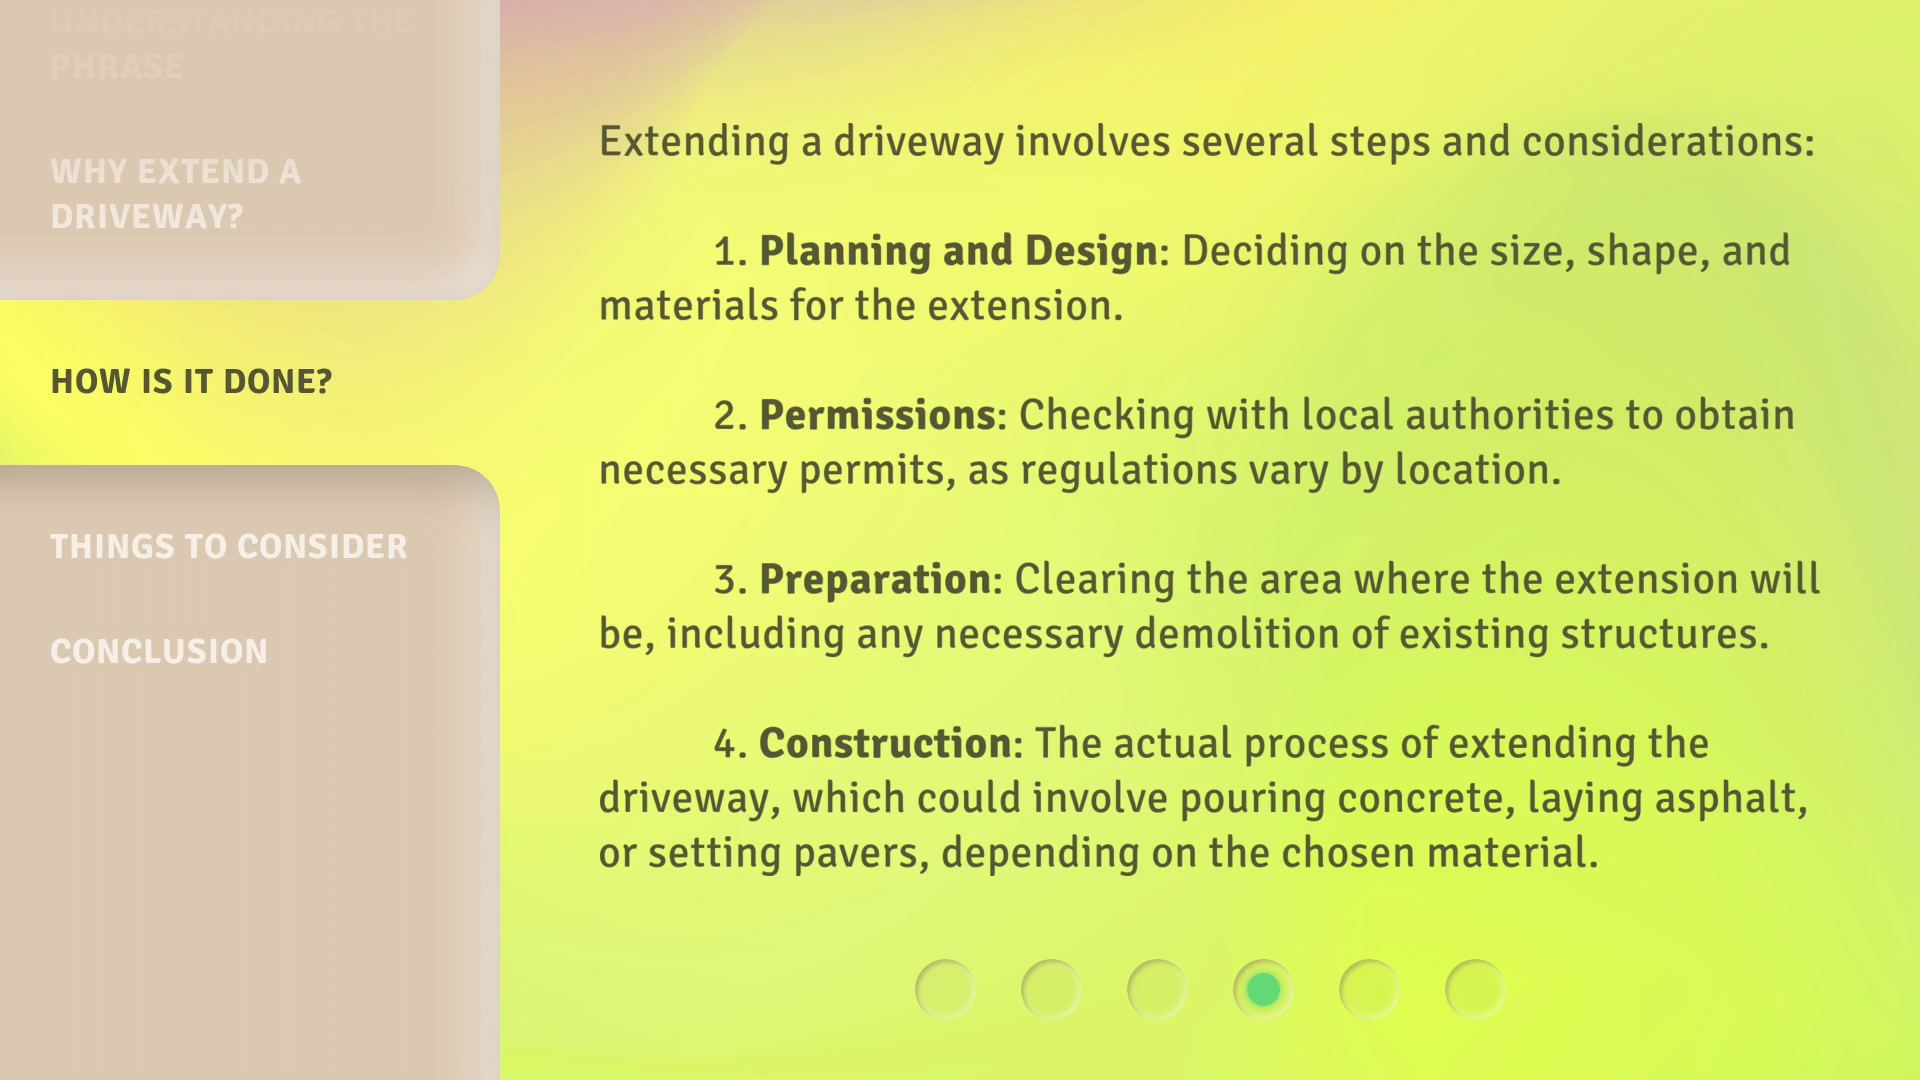 UNDERSTANDING THE
PHRASE
WHY EXTEND A
DRIVEWAY?
HOW IS IT DONE?
THINGS TO CONSIDER
CONCLUSION
Extending a driveway involves several steps and considerations:
1. Planning and Design: Deciding on the size, shape, and
materials for the extension.
2. Permissions: Checking with local authorities to obtain
necessary permits, as regulations vary by location.
3. Preparation: Clearing the area where the extension will
be, including any necessary demolition of existing structures.
4. Construction: The actual process of extending the
driveway, which could involve pouring concrete, laying asphalt,
or setting pavers, depending on the chosen material.